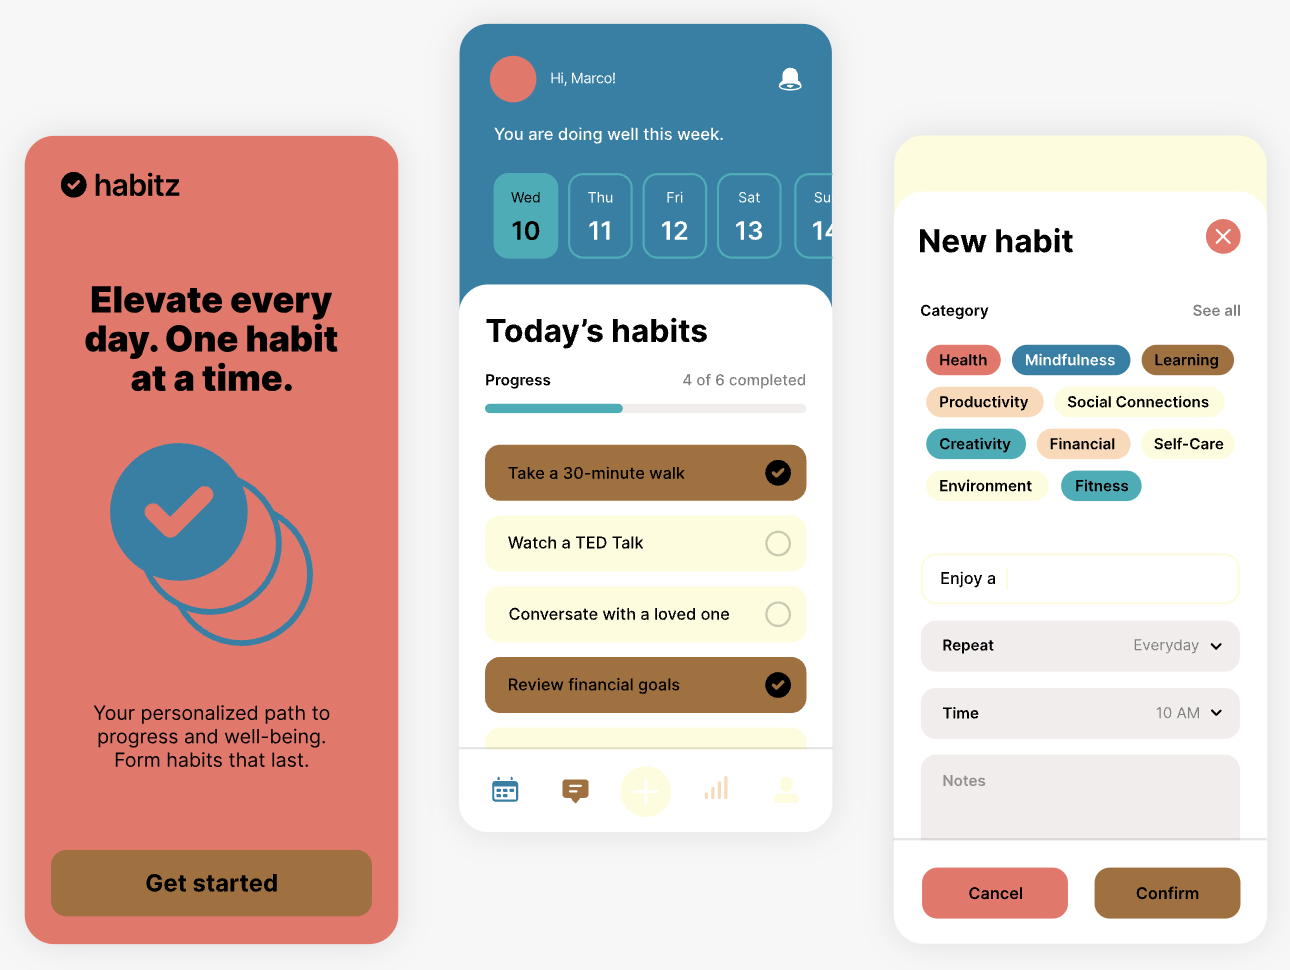 habitz
Elevate every
day. One habit
at a time.
Your personalized path to
progress and well-being.
Form habits that last.
Get started
Hi, Marco!
You are doing well this week.
Wed
10
Thu
11
Fri
12
Sat
13
Su
14
Today’s habits
Progress
4 of 6 completed
Take a 30-minute walk
Watch a TED Talk
Conversate with a loved one
Review financial goals
New habit
Category
See all
Health
Mindfulness
Learning
Productivity
Social Connections
Creativity
Financial
Self-Care
Environment
Fitness
Enjoy a
Repeat
Everyday
Time
10 AM
Notes
Cancel
Confirm